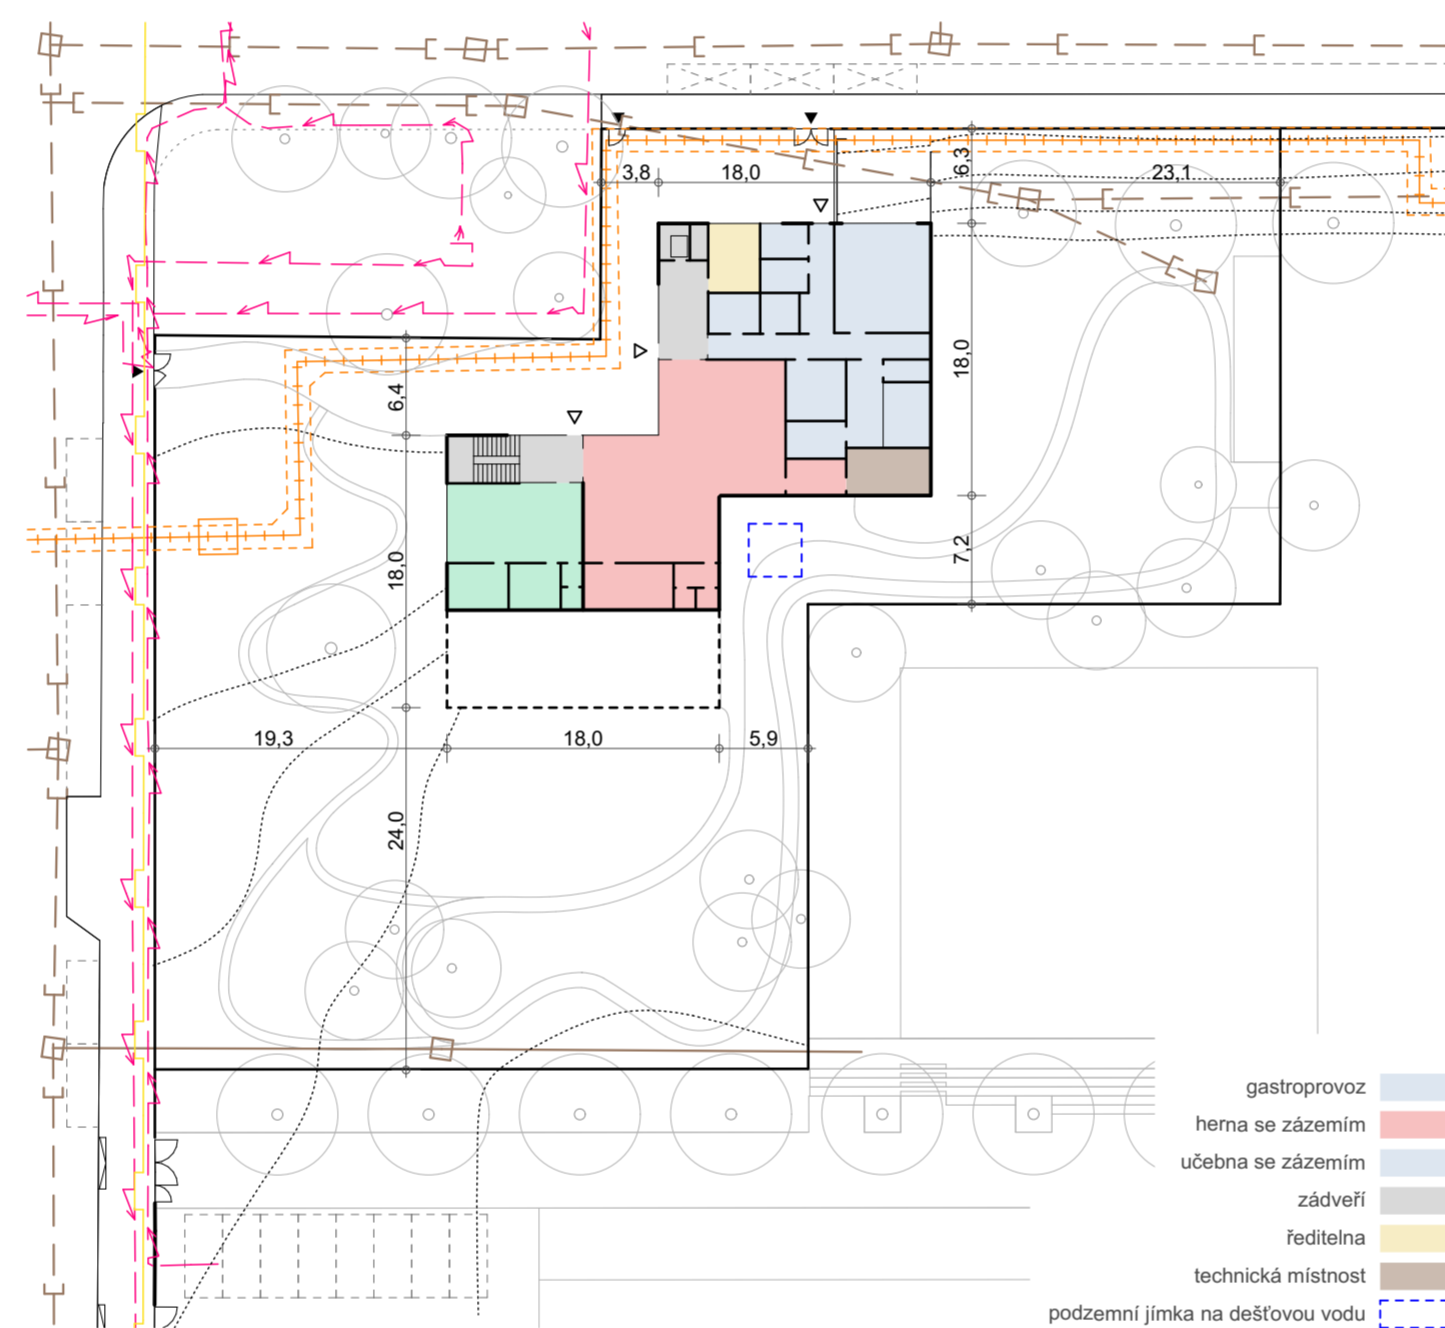 6,3
3,8
18,0
23,1
18,0
6,4
7,2
18,0
19,3
18,0
5,9
24,0
gastroprovoz
herna se zázemím
učebna se zázemím
zádveří
ředitelna
technická místnost
podzemní jímka na dešťovou vodu